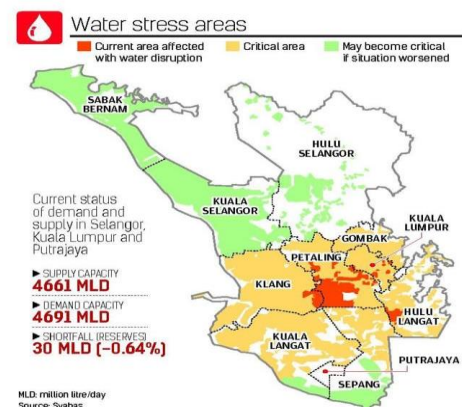 Water stress areas
Current area affected
with water disruption
Critical area
May become critical
if situation worsened
SABAK
BERNAM
HULU
SELANGOR
Current status
of demand and
supply in Selangor,
Kuala Lumpur and
Putrajaya
KUALA
SELANGOR
KUALA
LUMPUR
GOMBAK
PETALING
► SUPPLY CAPACITY
4661 MLD
KLANG
► DEMAND CAPACITY
4691 MLD
HULU
LANGAT
► SHORTFALL (RESERVES)
30 MLD (–0.64%)
KUALA
LANGAT
PUTRAJAYA
SEPANG
MLD: million litre/day
Source: Syabas